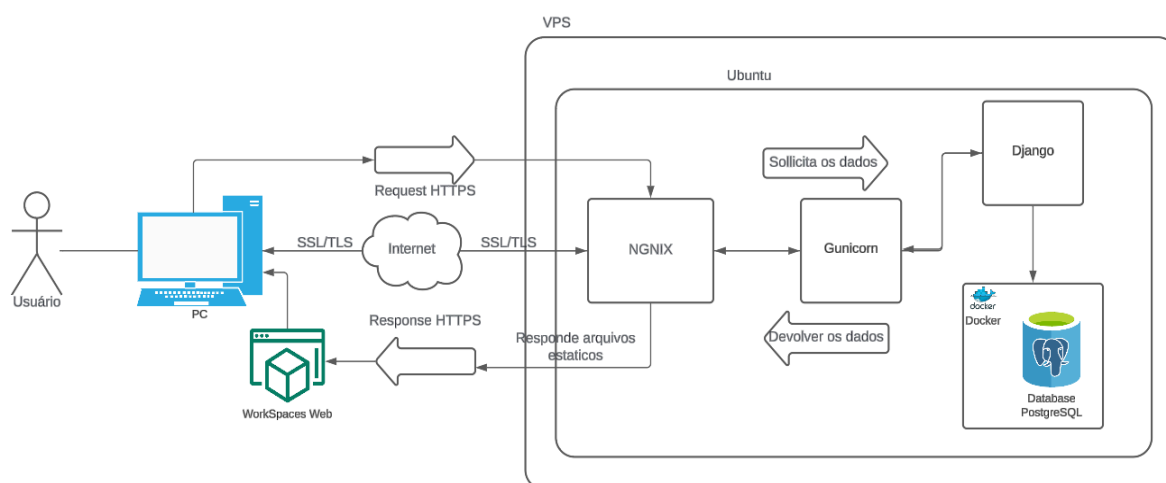 VPS
Ubuntu
Django
Sollicita os dados
Request HTTPS
SSL/TLS
Internet
SSL/TLS
NGNIX
Gunicorn
Usuário
PC
docker
Docker
Response HTTPS
Responde arquivos
estaticos
Devolver os dados
Database
PostgreSQL
WorkSpaces Web